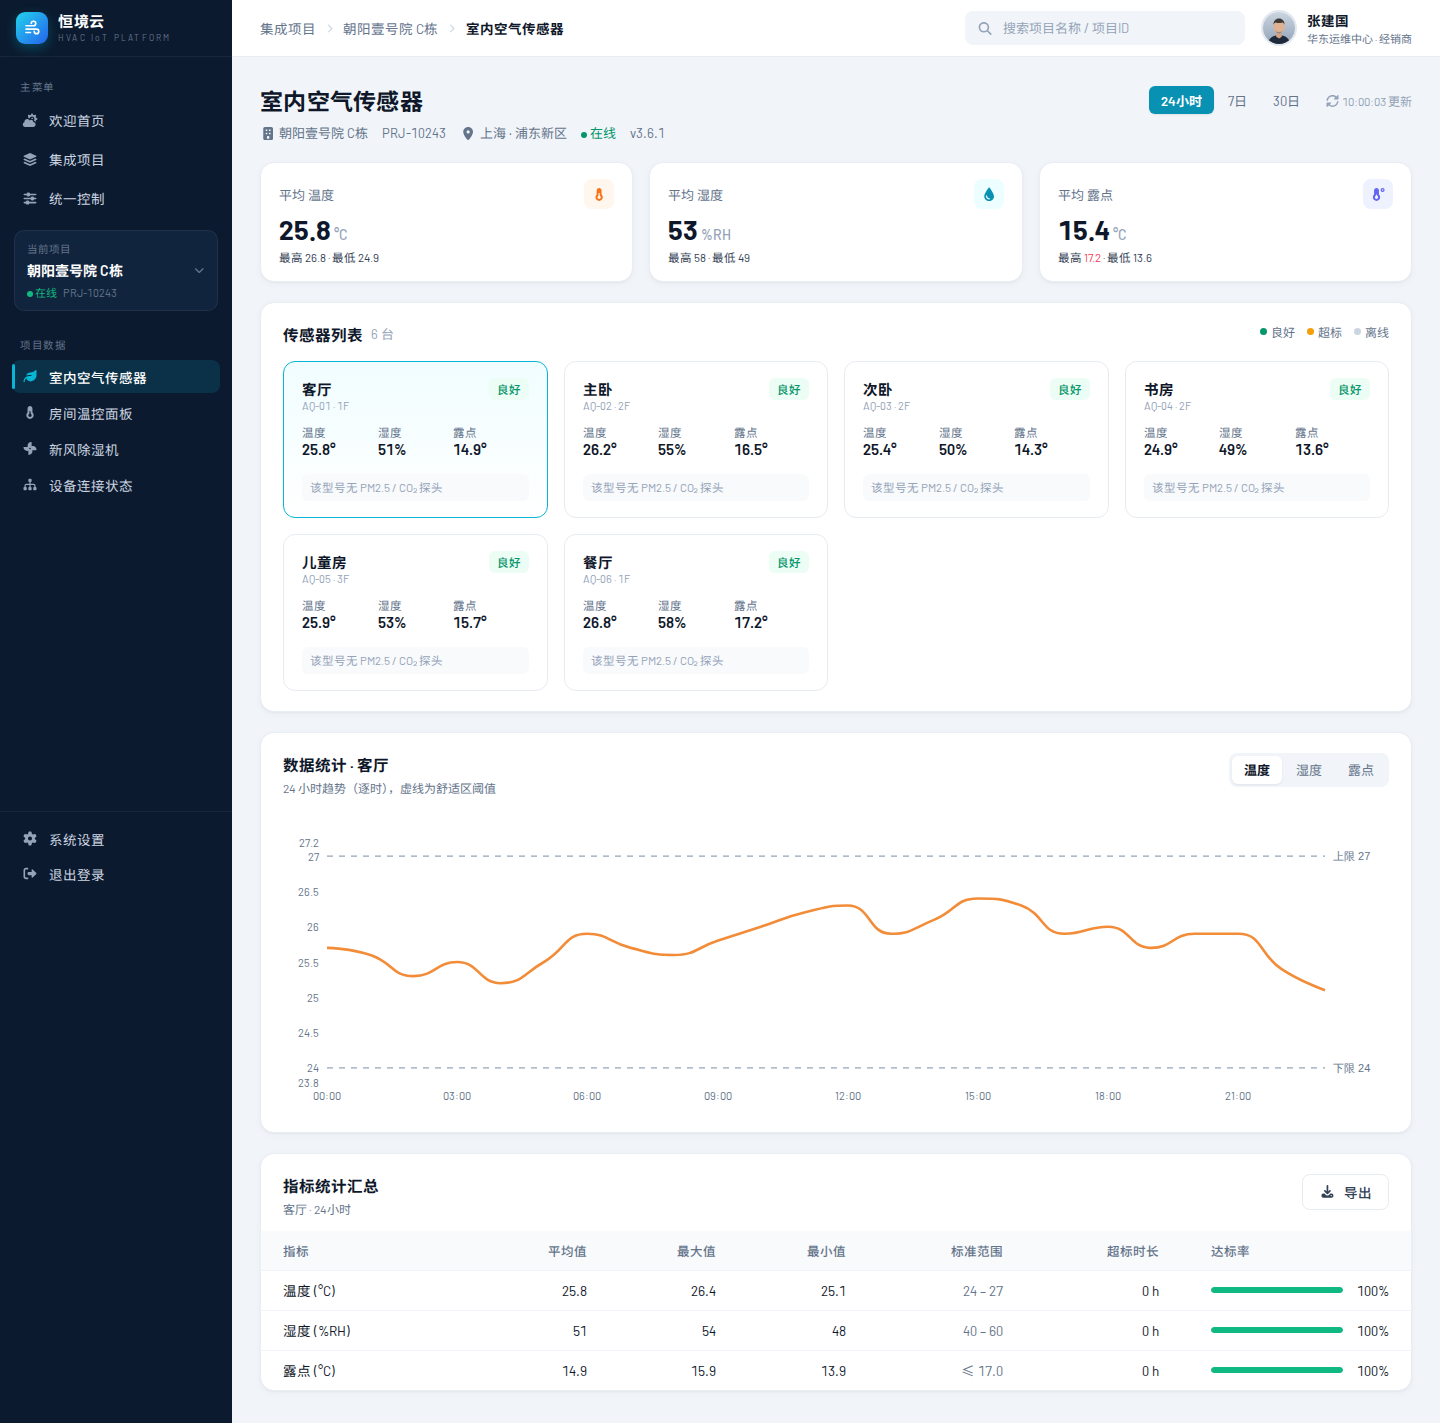 恒境云
HVAC IoT PLATFORM
主菜单
欢迎首页
集成项目
统一控制
当前项目
朝阳壹号院 C栋
在线 PRJ-10243
项目数据
室内空气传感器
房间温控面板
新风除湿机
设备连接状态
系统设置
退出登录
集成项目 朝阳壹号院 C栋 室内空气传感器
搜索项目名称 / 项目ID
张建国
华东运维中心 · 经销商
室内空气传感器
24小时 7日 30日 10:00:03 更新
朝阳壹号院 C栋 PRJ-10243 上海 · 浦东新区 在线 v3.6.1
平均 温度
25.8 °C
最高 26.8 · 最低 24.9
平均 湿度
53 %RH
最高 58 · 最低 49
平均 露点
15.4 °C
最高 17.2 · 最低 13.6
传感器列表 6 台
良好 超标 离线
客厅 良好
AQ-01 · 1F
温度 湿度 露点
25.8° 51% 14.9°
该型号无 PM2.5 / CO₂ 探头
主卧 良好
AQ-02 · 2F
温度 湿度 露点
26.2° 55% 16.5°
该型号无 PM2.5 / CO₂ 探头
次卧 良好
AQ-03 · 2F
温度 湿度 露点
25.4° 50% 14.3°
该型号无 PM2.5 / CO₂ 探头
书房 良好
AQ-04 · 2F
温度 湿度 露点
24.9° 49% 13.6°
该型号无 PM2.5 / CO₂ 探头
儿童房 良好
AQ-05 · 3F
温度 湿度 露点
25.9° 53% 15.7°
该型号无 PM2.5 / CO₂ 探头
餐厅 良好
AQ-06 · 1F
温度 湿度 露点
26.8° 58% 17.2°
该型号无 PM2.5 / CO₂ 探头
数据统计 · 客厅
24 小时趋势（逐时），虚线为舒适区阈值
温度 湿度 露点
27.2
27
26.5
26
25.5
25
24.5
24
23.8
上限 27
下限 24
00:00 03:00 06:00 09:00 12:00 15:00 18:00 21:00
指标统计汇总
客厅 · 24小时
导出
指标 平均值 最大值 最小值 标准范围 超标时长 达标率
温度 (°C) 25.8 26.4 25.1 24 – 27 0 h 100%
湿度 (%RH) 51 54 48 40 – 60 0 h 100%
露点 (°C) 14.9 15.9 13.9 ≤ 17.0 0 h 100%